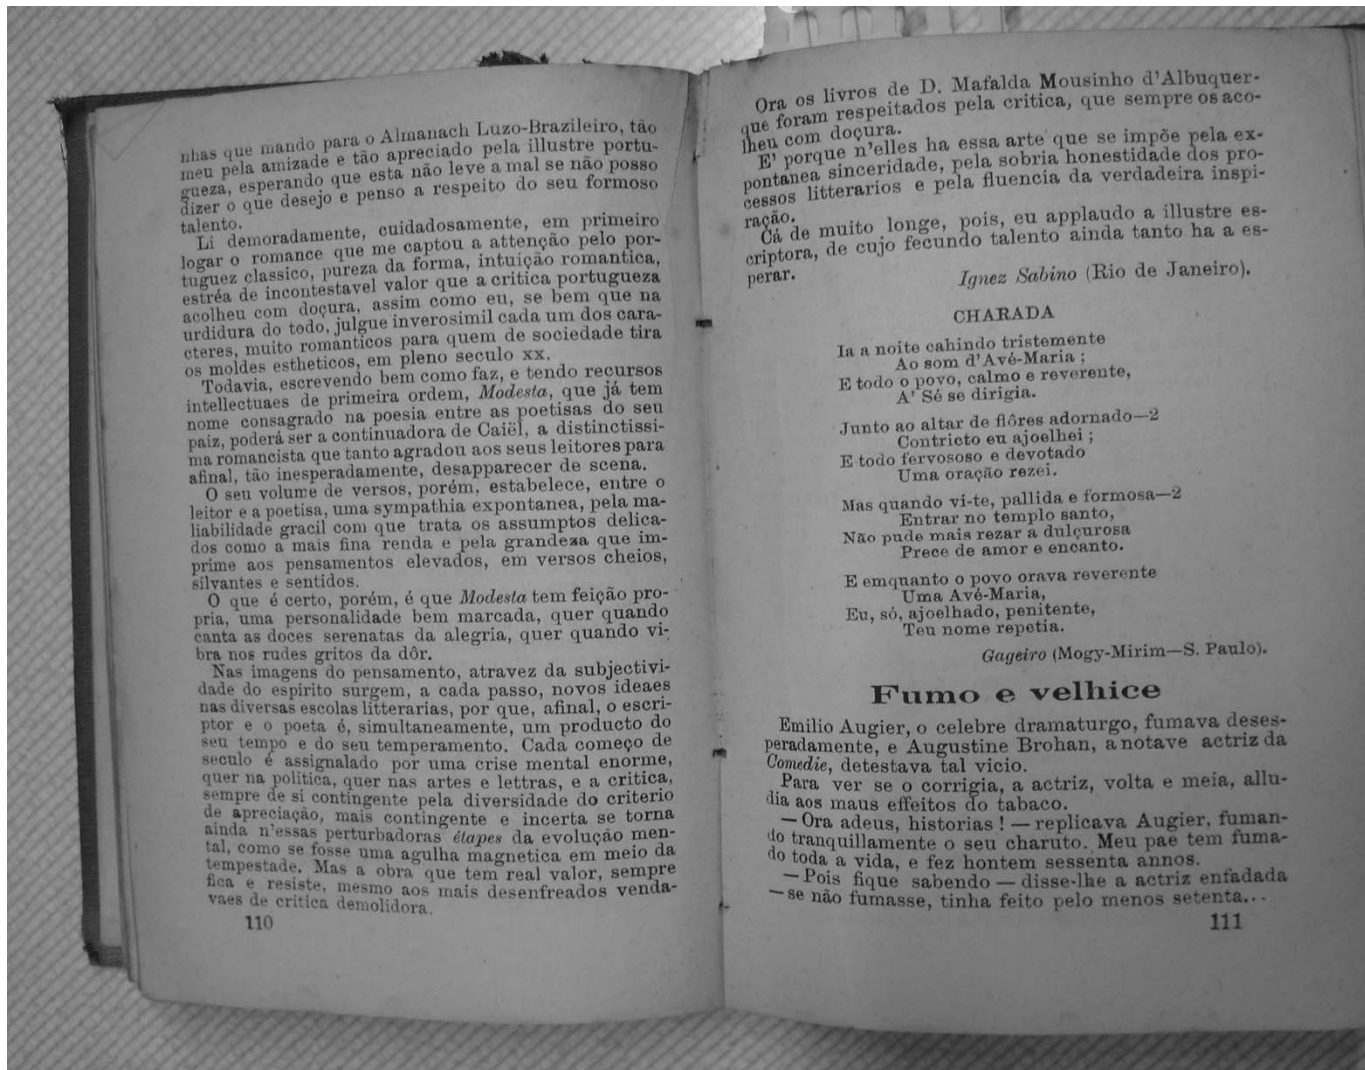 nhas que mando para o Almanach Luzo-Brazileiro, tão
meu pela amizade e tão apreciado pela illustre portu-
gueza, esperando que esta não leve a mal se não posso
dizer o que desejo e penso a respeito do seu formoso
talento.
Li demoradamente, cuidadosamente, em primeiro
logar o romance que me captou a attenção pelo por-
tuguez classico, pureza da forma, intuição romantica,
estréa de incontestavel valor que a critica portugueza
acolheu com doçura, assim como eu, se bem que na
urdidura do todo, julgue inverosimil cada um dos cara-
cteres, muito romanticos para quem de sociedade tira
os moldes estheticos, em pleno seculo xx.
Todavia, escrevendo bem como faz, e tendo recursos
intellectuaes de primeira ordem, Modesta, que já tem
nome consagrado na poesia entre as poetisas do seu
paiz, poderá ser a continuadora de Caiël, a distinctissi-
ma romancista que tanto agradou aos seus leitores para
afinal, tão inesperadamente, desapparecer de scena.
O seu volume de versos, porém, estabelece, entre o
leitor e a poetisa, uma sympathia expontanea, pela ma-
liabilidade gracil com que trata os assumptos delica-
dos como a mais fina renda e pela grandeza que im-
prime aos pensamentos elevados, em versos cheios,
silvantes e sentidos.
O que é certo, porém, é que Modesta tem feição pro-
pria, uma personalidade bem marcada, quer quando
canta as doces serenatas da alegria, quer quando vi-
bra nos rudes gritos da dôr.
Nas imagens do pensamento, atravez da subjectivi-
dade do espirito surgem, a cada passo, novos ideaes
nas diversas escolas litterarias, por que, afinal, o escri-
ptor e o poeta é, simultaneamente, um producto do
seu tempo e do seu temperamento. Cada começo de
seculo é assignalado por uma crise mental enorme,
quer na politica, quer nas artes e lettras, e a critica,
sempre de si contingente pela diversidade do criterio
de apreciação, mais contingente e incerta se torna
ainda n'essas perturbadoras étapes da evolução men-
tal, como se fosse uma agulha magnetica em meio da
tempestade. Mas a obra que tem real valor, sempre
fica e resiste, mesmo aos mais desenfreados venda-
vaes de critica demolidora.
110
Ora os livros de D. Mafalda Mousinho d'Albuquer-
que foram respeitados pela critica, que sempre os aco-
lheu com doçura.
E' porque n'elles ha essa arte que se impõe pela ex-
pontanea sinceridade, pela sobria honestidade dos pro-
cessos litterarios e pela fluencia da verdadeira inspi-
ração.
Cá de muito longe, pois, eu applaudo a illustre es-
criptora, de cujo fecundo talento ainda tanto ha a es-
perar.
Ignez Sabino (Rio de Janeiro).
CHARADA
Ia a noite cahindo tristemente
Ao som d'Avé-Maria ;
E todo o povo, calmo e reverente,
A' Sé se dirigia.
Junto ao altar de flôres adornado—2
Contricto eu ajoelhei ;
E todo fervososo e devotado
Uma oração rezei.
Mas quando vi-te, pallida e formosa—2
Entrar no templo santo,
Não pude mais rezar a dulçurosa
Prece de amor e encanto.
E emquanto o povo orava reverente
Uma Avé-Maria,
Eu, só, ajoelhado, penitente,
Teu nome repetia.
Gageiro (Mogy-Mirim—S. Paulo).
Fumo e velhice
Emilio Augier, o celebre dramaturgo, fumava deses-
peradamente, e Augustine Brohan, a notave actriz da
Comedie, detestava tal vicio.
Para ver se o corrigia, a actriz, volta e meia, allu-
dia aos maus effeitos do tabaco.
— Ora adeus, historias ! — replicava Augier, fuman-
do tranquillamente o seu charuto. Meu pae tem fuma-
do toda a vida, e fez hontem sessenta annos.
— Pois fique sabendo — disse-lhe a actriz enfadada
— se não fumasse, tinha feito pelo menos setenta...
111